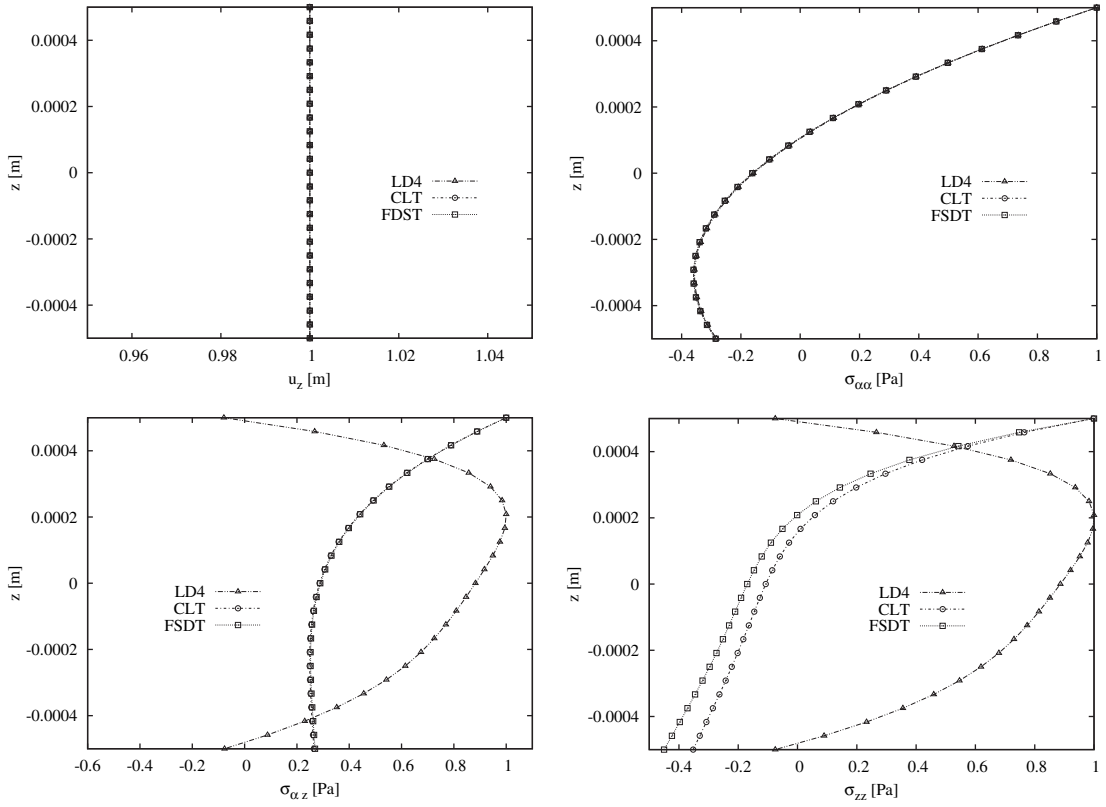 0.0004
0.0002
0
-0.0002
-0.0004
z [m]
LD4
CLT
FDST
0.96
0.98
1
1.02
1.04
u_z [m]
0.0004
0.0002
0
-0.0002
-0.0004
z [m]
LD4
CLT
FSDT
-0.4
-0.2
0
0.2
0.4
0.6
0.8
1
σ_αα [Pa]
0.0004
0.0002
0
-0.0002
-0.0004
z [m]
LD4
CLT
FSDT
-0.6
-0.4
-0.2
0
0.2
0.4
0.6
0.8
1
σ_αz [Pa]
0.0004
0.0002
0
-0.0002
-0.0004
z [m]
LD4
CLT
FSDT
-0.4
-0.2
0
0.2
0.4
0.6
0.8
1
σ_zz [Pa]